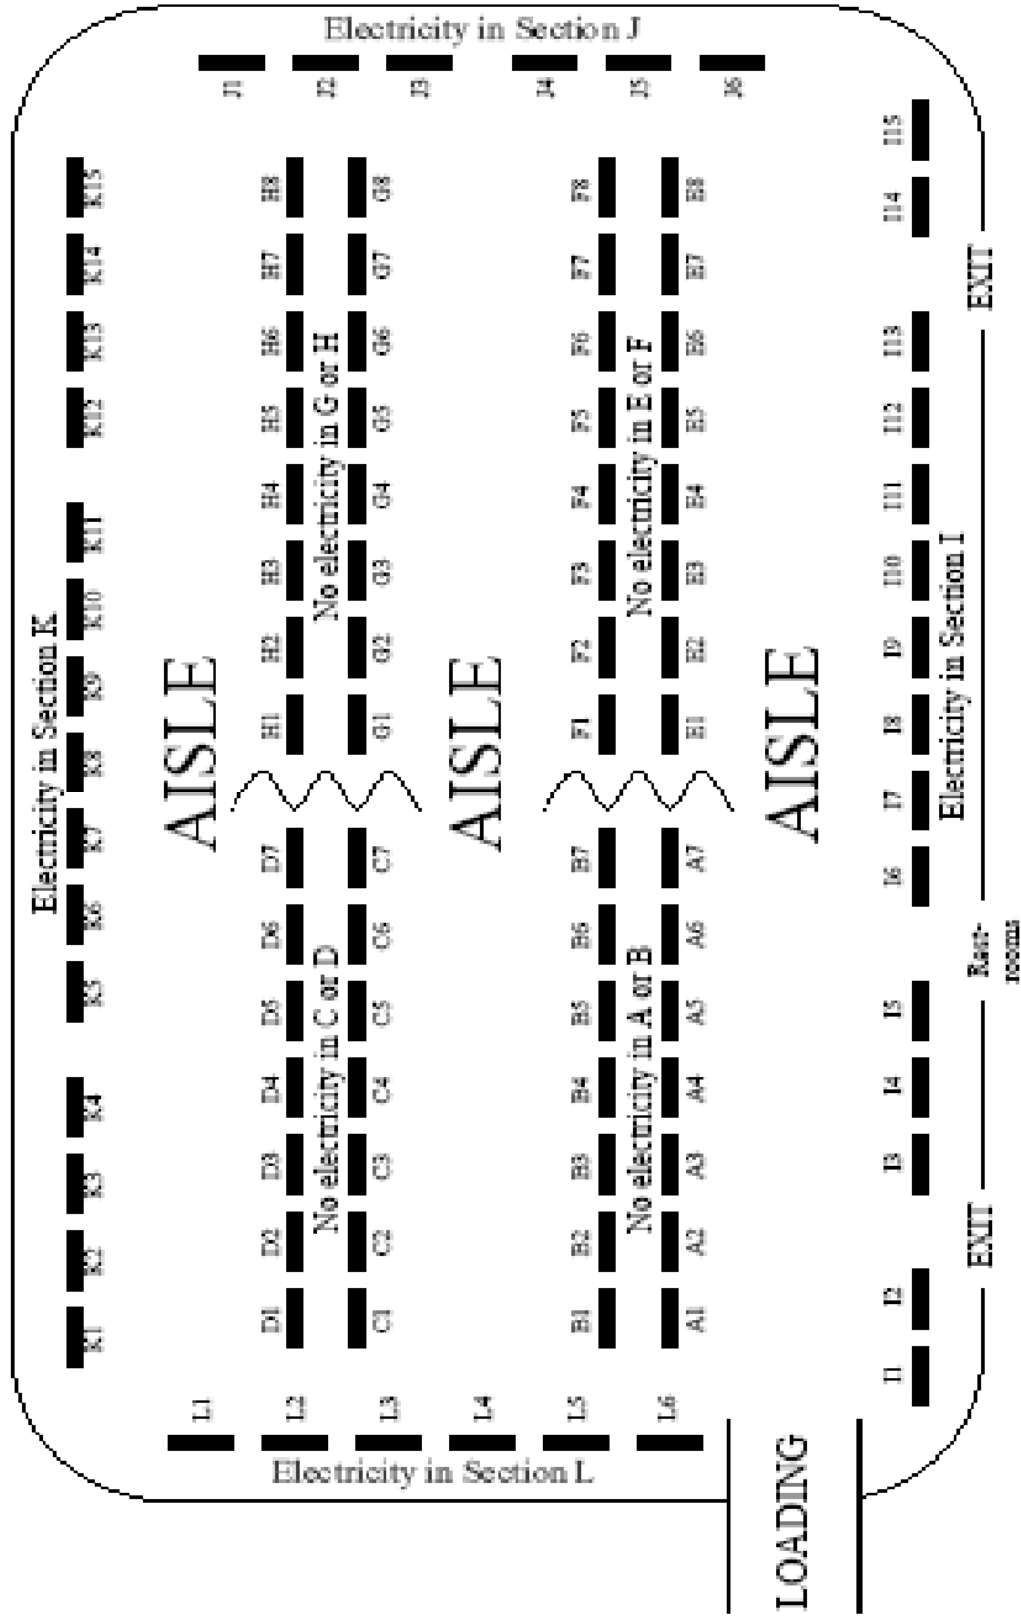 Electricity in Section K
K1 K2 K3 K4 K5 K6 K7 K8 K9 K10 K11 K12 K13 K14 K15
AISLE
D1 D2 D3 D4 D5 D6 D7 H1 H2 H3 H4 H5 H6 H7 H8
No electricity in C or D
No electricity in G or H
C1 C2 C3 C4 C5 C6 C7 G1 G2 G3 G4 G5 G6 G7 G8
AISLE
B1 B2 B3 B4 B5 B6 B7 F1 F2 F3 F4 F5 F6 F7 F8
No electricity in A or B
No electricity in E or F
A1 A2 A3 A4 A5 A6 A7 E1 E2 E3 E4 E5 E6 E7 E8
AISLE
I1 I2 I3 I4 I5 I6 I7 I8 I9 I10 I11 I12 I13 I14 I15
Electricity in Section I
EXIT
Rest-
rooms
EXIT
Electricity in Section J
J1
J2
J3
J4
J5
J6
L1
L2
L3
L4
L5
L6
Electricity in Section L
LOADING